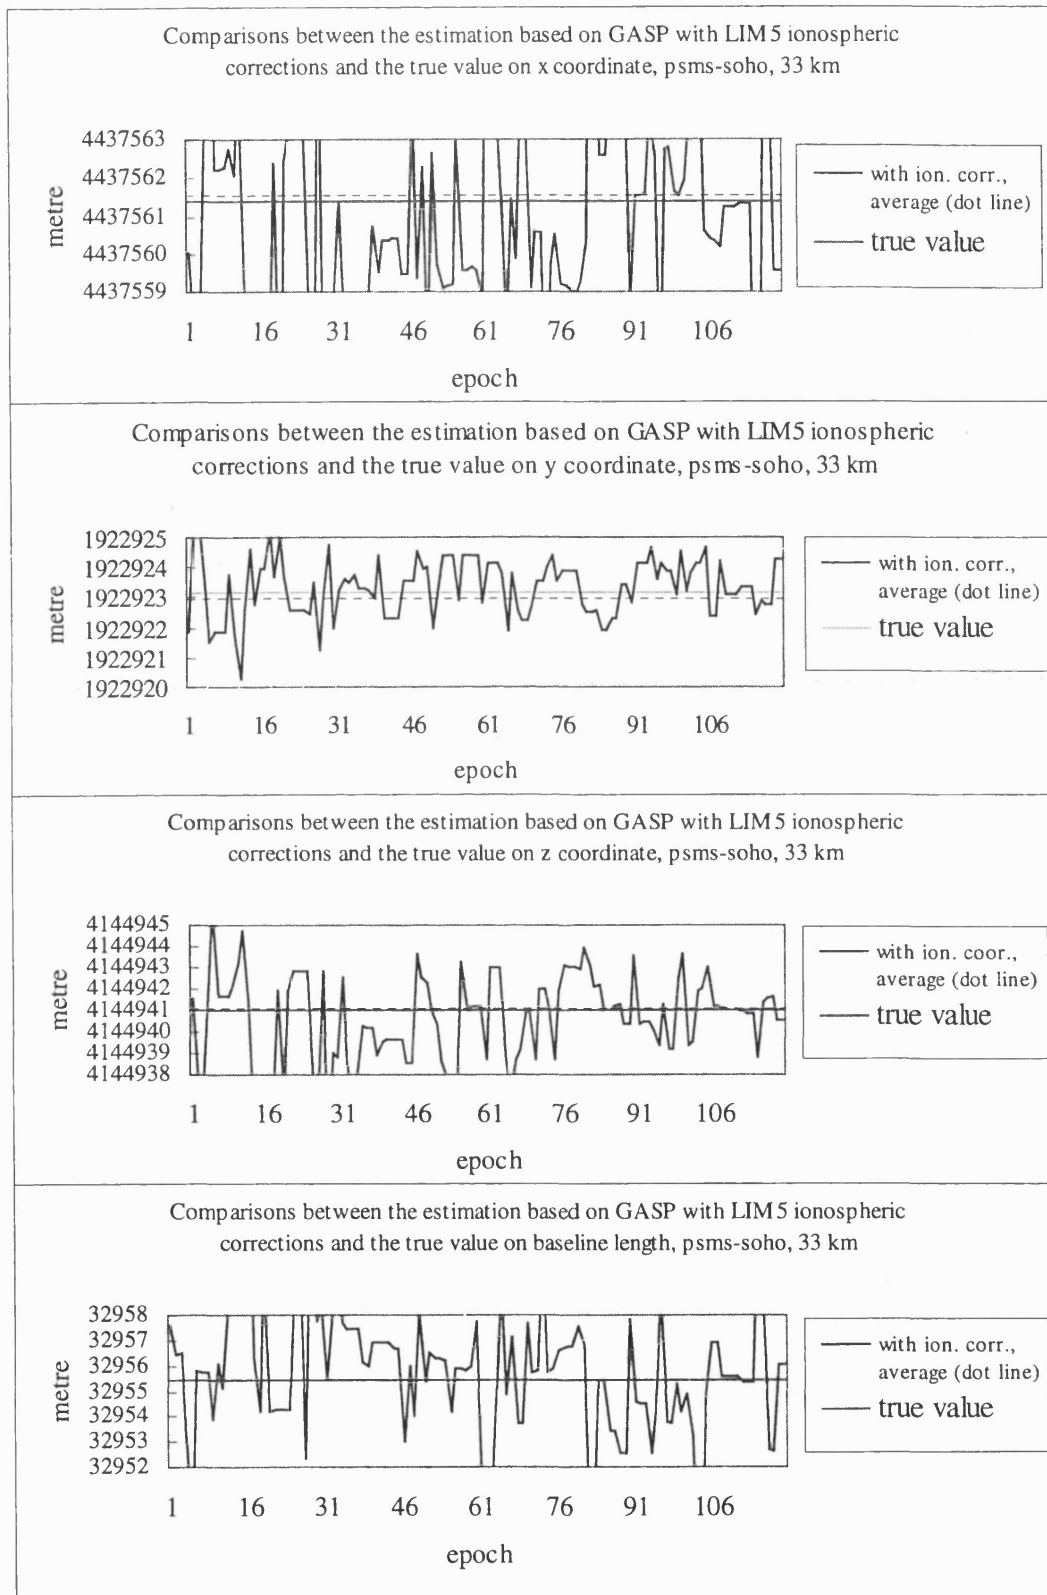 Comparisons between the estimation based on GASP with LIM5 ionospheric
corrections and the true value on x coordinate, psms-soho, 33 km
4437563
4437562
4437561
4437560
4437559
metre
1 16 31 46 61 76 91 106
epoch
with ion. corr.,
average (dot line)
true value
Comparisons between the estimation based on GASP with LIM5 ionospheric
corrections and the true value on y coordinate, psms-soho, 33 km
1922925
1922924
1922923
1922922
1922921
1922920
metre
1 16 31 46 61 76 91 106
epoch
with ion. corr.,
average (dot line)
true value
Comparisons between the estimation based on GASP with LIM5 ionospheric
corrections and the true value on z coordinate, psms-soho, 33 km
4144945
4144944
4144943
4144942
4144941
4144940
4144939
4144938
metre
1 16 31 46 61 76 91 106
epoch
with ion. coor.,
average (dot line)
true value
Comparisons between the estimation based on GASP with LIM5 ionospheric
corrections and the true value on baseline length, psms-soho, 33 km
32958
32957
32956
32955
32954
32953
32952
metre
1 16 31 46 61 76 91 106
epoch
with ion. corr.,
average (dot line)
true value